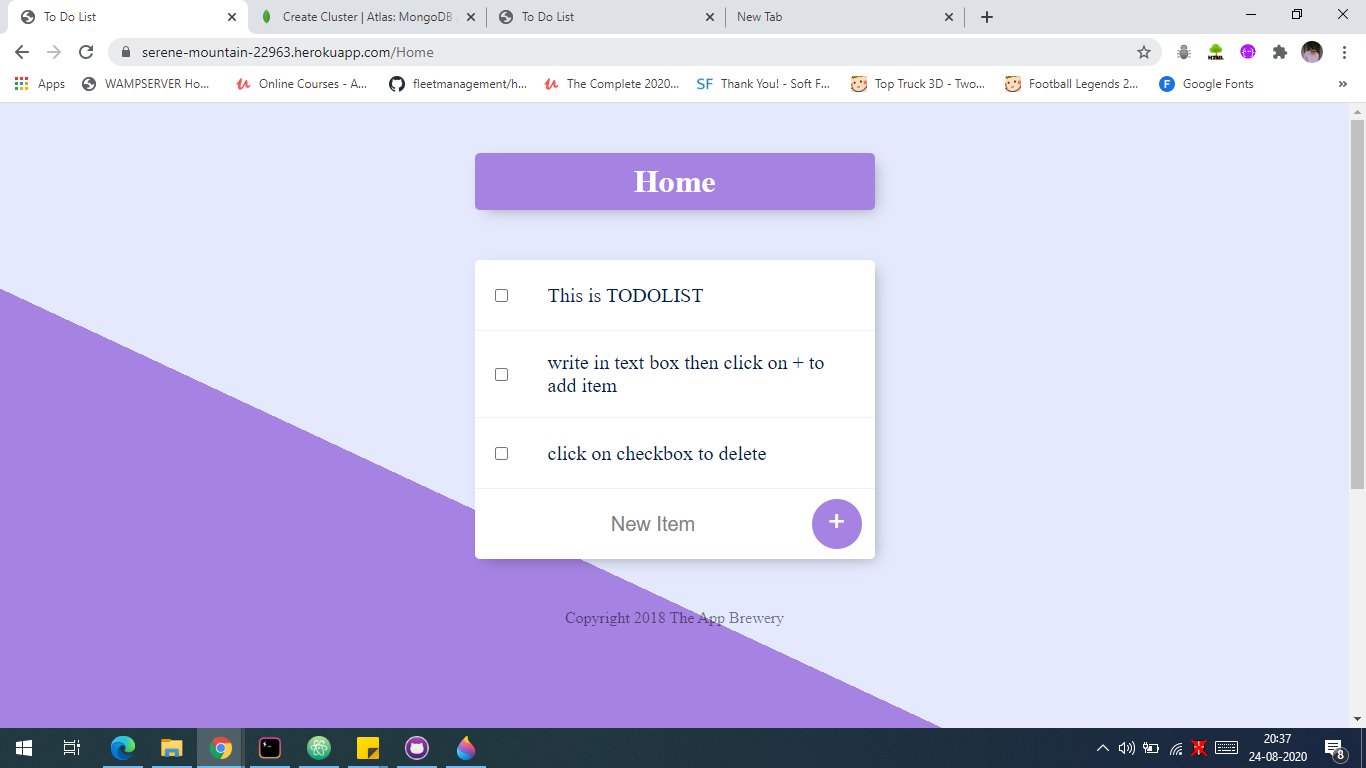 To Do List
Create Cluster | Atlas: MongoDB
To Do List
New Tab
serene-mountain-22963.herokuapp.com/Home
Apps
WAMPSERVER Ho...
Online Courses - A...
fleetmanagement/h...
The Complete 2020...
SF Thank You! - Soft F...
Top Truck 3D - Two...
Football Legends 2...
F Google Fonts
»
Home
This is TODOLIST
write in text box then click on + to
add item
click on checkbox to delete
New Item
+
Copyright 2018 The App Brewery
20:37
24-08-2020
8